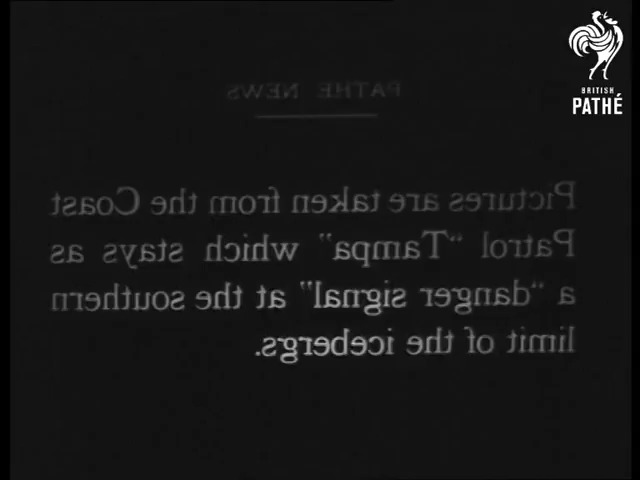 PATHE NEWS
Pictures are taken from the Coast
Patrol "Tampa" which stays as
a "danger signal" at the southern
limit of the icebergs.
BRITISH
PATHÉ